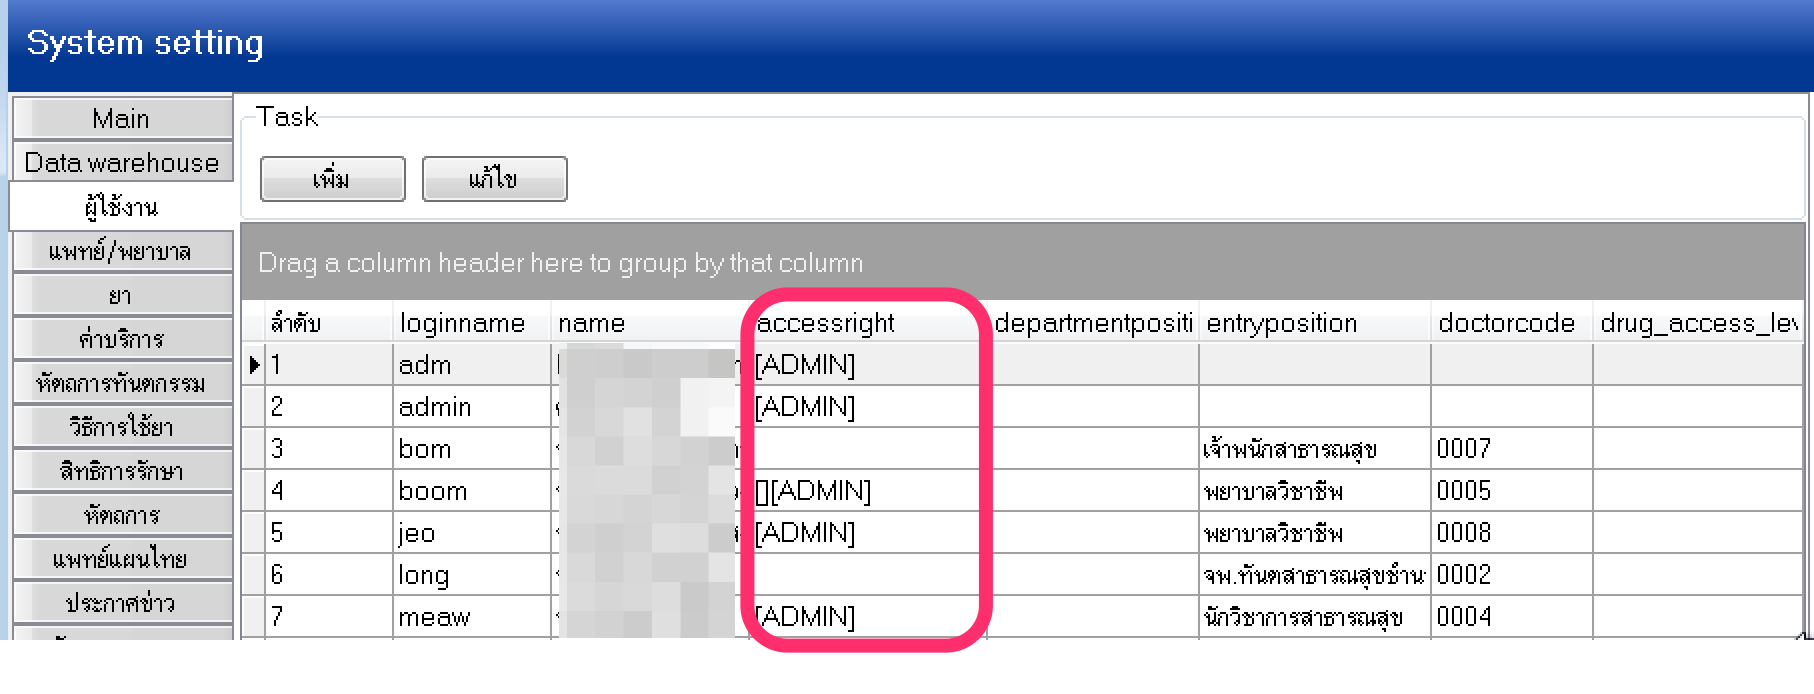 System setting
Main
Data warehouse
ผู้ใช้งาน
แพทย์/พยาบาล
ยา
ค่าบริการ
หัตถการทันตกรรม
วิธีการใช้ยา
สิทธิการรักษา
หัตถการ
แพทย์แผนไทย
ประกาศข่าว
Task
เพิ่ม แก้ไข
Drag a column header here to group by that column
ลำดับ loginname name accessright departmentpositi entryposition doctorcode drug_access_lev
1 adm [ADMIN]
2 admin [ADMIN]
3 bom เจ้าพนักสาธารณสุข 0007
4 boom [][ADMIN] พยาบาลวิชาชีพ 0005
5 jeo [ADMIN] พยาบาลวิชาชีพ 0008
6 long จพ.ทันตสาธารณสุขชำน 0002
7 meaw [ADMIN] นักวิชาการสาธารณสุข 0004